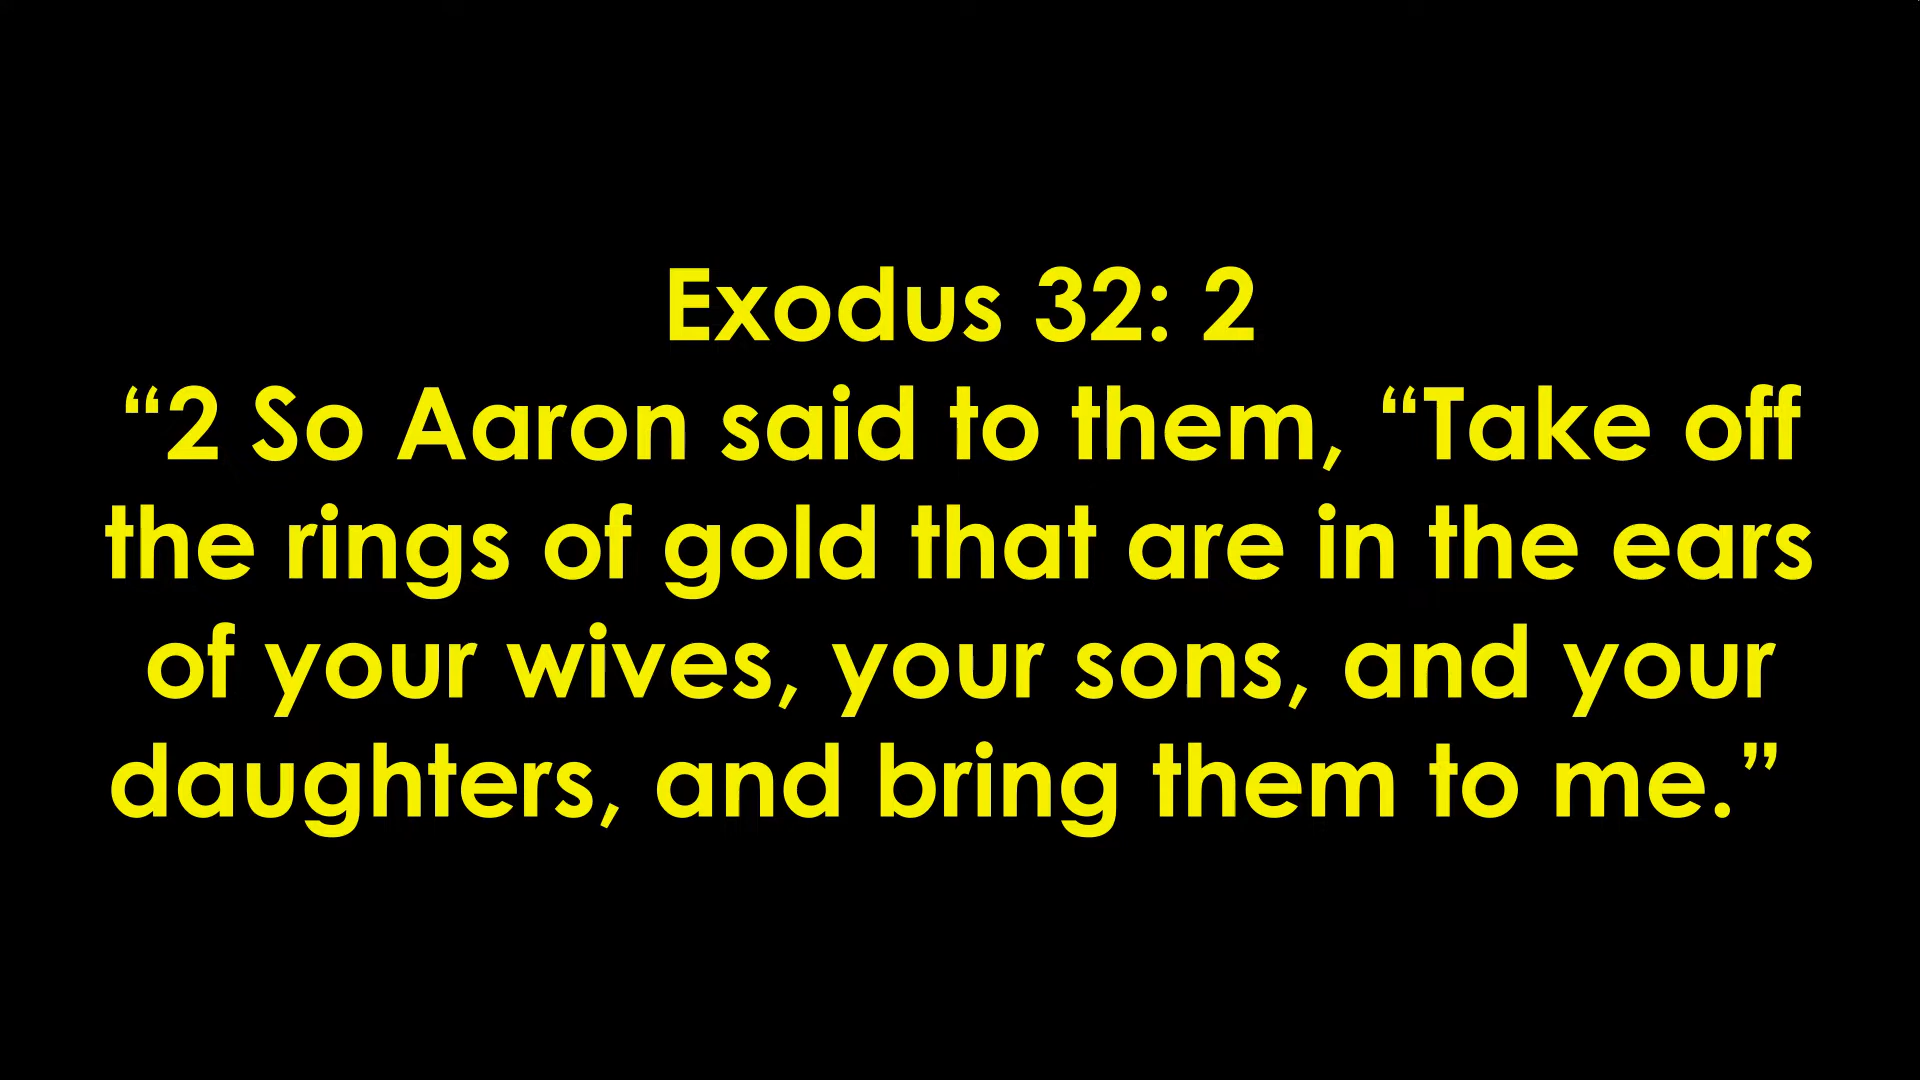 Exodus 32: 2
“2 So Aaron said to them, “Take off
the rings of gold that are in the ears
of your wives, your sons, and your
daughters, and bring them to me.”